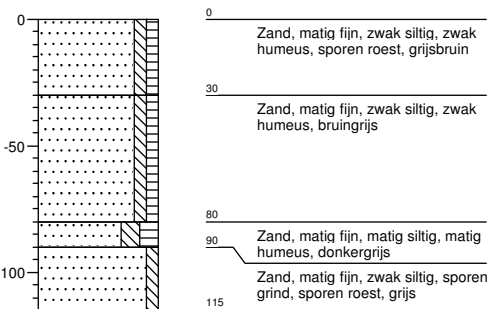 0
0
Zand, matig fijn, zwak siltig, zwak
humeus, sporen roest, grijsbruin
30
Zand, matig fijn, zwak siltig, zwak
humeus, bruingrijs
-50
80
Zand, matig fijn, matig siltig, matig
humeus, donkergrijs
90
Zand, matig fijn, zwak siltig, sporen
grind, sporen roest, grijs
100
115